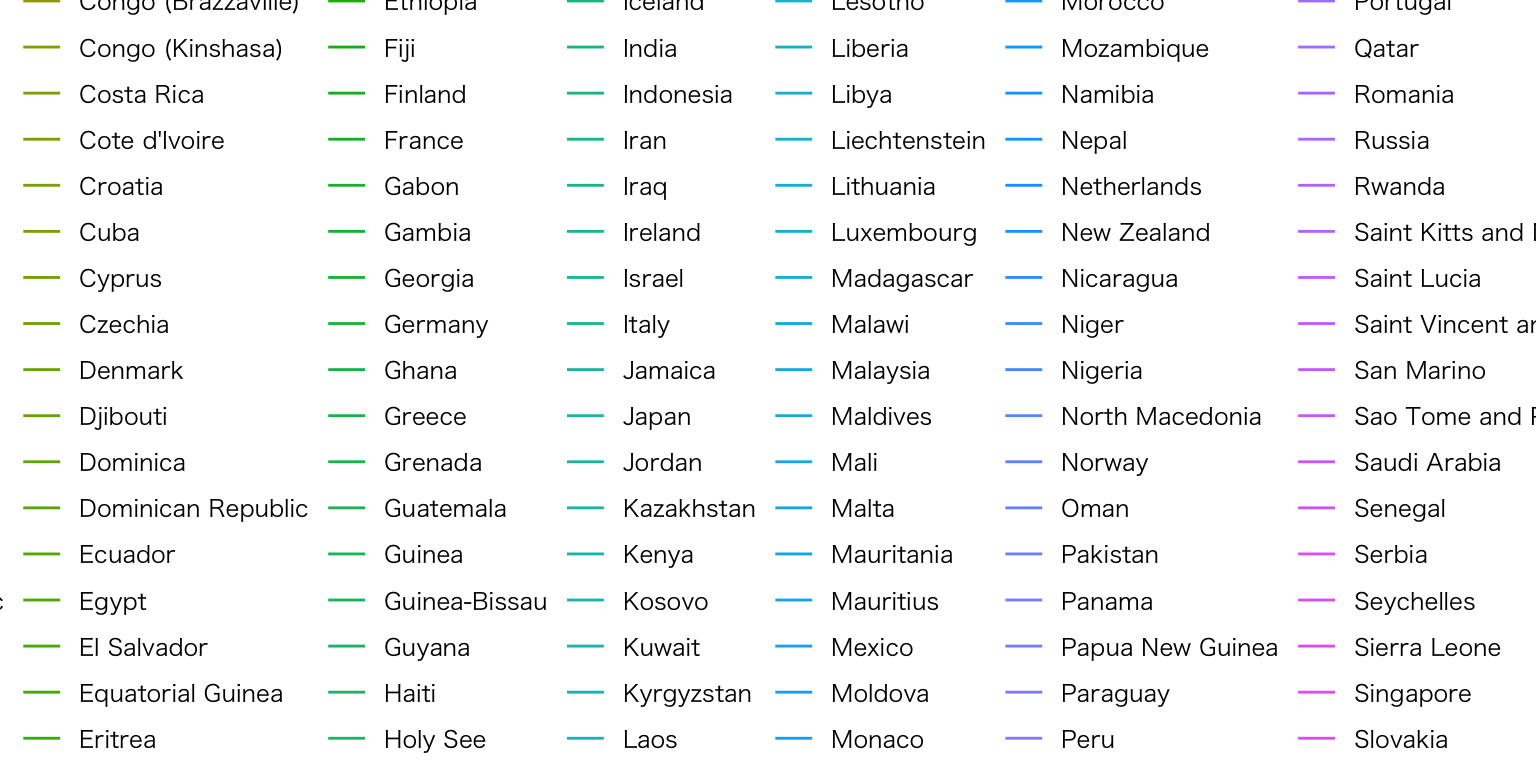 Congo (Brazzaville)
Congo (Kinshasa)
Costa Rica
Cote d'Ivoire
Croatia
Cuba
Cyprus
Czechia
Denmark
Djibouti
Dominica
Dominican Republic
Ecuador
Egypt
El Salvador
Equatorial Guinea
Eritrea
Ethiopia
Fiji
Finland
France
Gabon
Gambia
Georgia
Germany
Ghana
Greece
Grenada
Guatemala
Guinea
Guinea-Bissau
Guyana
Haiti
Holy See
Iceland
India
Indonesia
Iran
Iraq
Ireland
Israel
Italy
Jamaica
Japan
Jordan
Kazakhstan
Kenya
Kosovo
Kuwait
Kyrgyzstan
Laos
Lesotho
Liberia
Libya
Liechtenstein
Lithuania
Luxembourg
Madagascar
Malawi
Malaysia
Maldives
Mali
Malta
Mauritania
Mauritius
Mexico
Moldova
Monaco
Morocco
Mozambique
Namibia
Nepal
Netherlands
New Zealand
Nicaragua
Niger
Nigeria
North Macedonia
Norway
Oman
Pakistan
Panama
Papua New Guinea
Paraguay
Peru
Portugal
Qatar
Romania
Russia
Rwanda
Saint Kitts and
Saint Lucia
Saint Vincent
San Marino
Sao Tome and
Saudi Arabia
Senegal
Serbia
Seychelles
Sierra Leone
Singapore
Slovakia